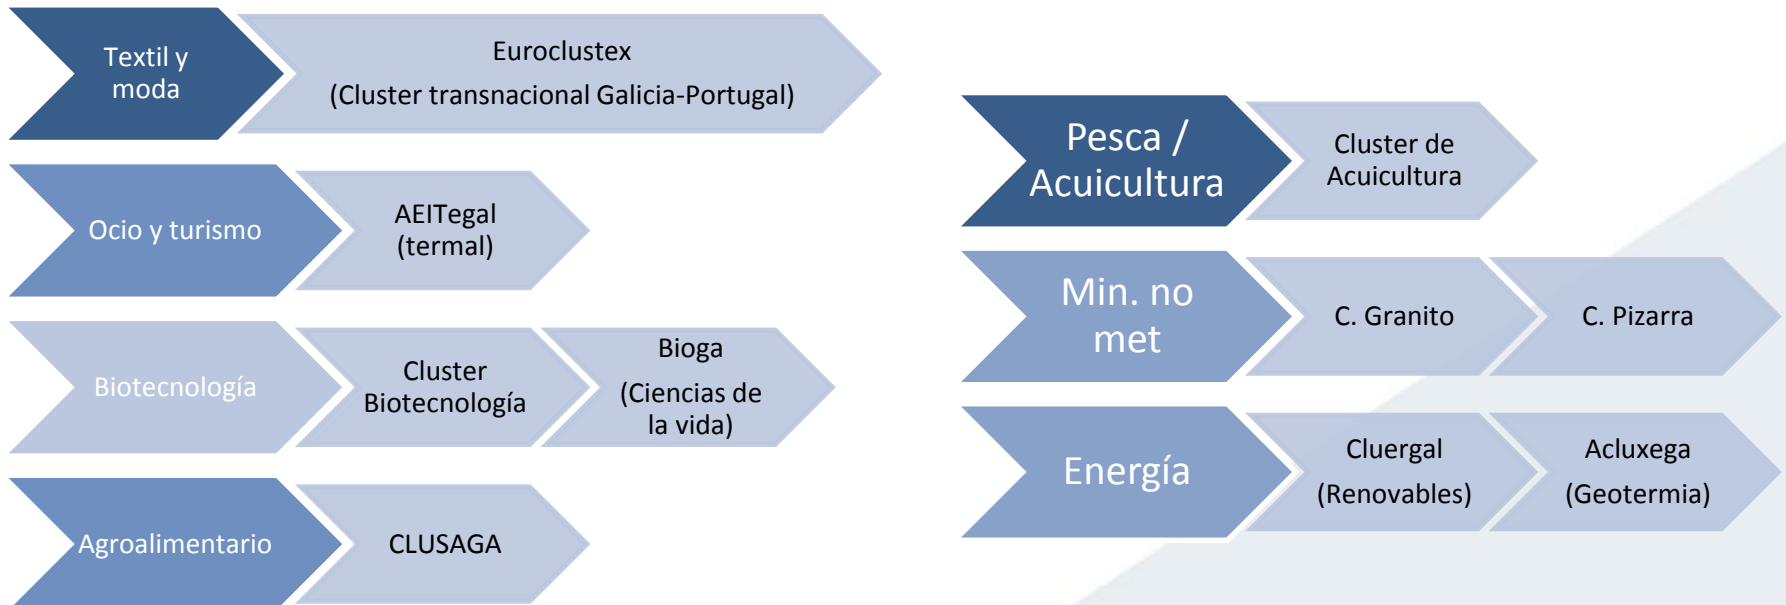 Textil y
moda
Euroclustex
(Cluster transnacional Galicia-Portugal)
Ocio y turismo
AEITegal
(termal)
Biotecnología
Cluster
Biotecnología
Bioga
(Ciencias de
la vida)
Agroalimentario
CLUSAGA
Pesca /
Acuicultura
Cluster de
Acuicultura
Min. no
met
C. Granito
C. Pizarra
Energía
Cluergal
(Renovables)
Acluxega
(Geotermia)